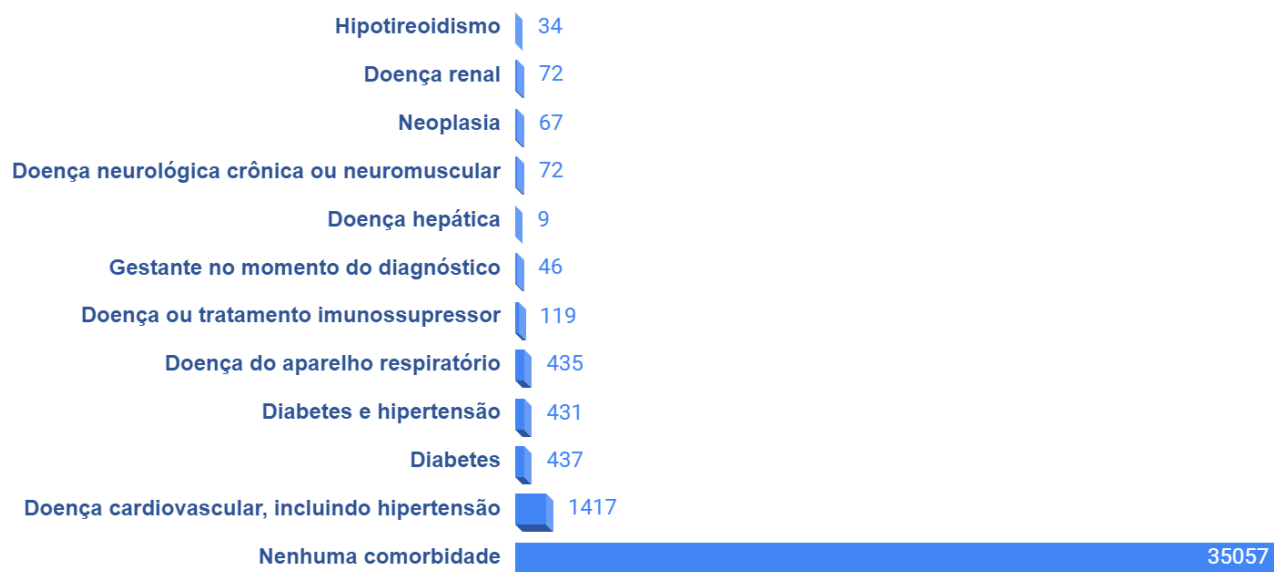 Hipotireoidismo 34
Doença renal 72
Neoplasia 67
Doença neurológica crônica ou neuromuscular 72
Doença hepática 9
Gestante no momento do diagnóstico 46
Doença ou tratamento imunossupressor 119
Doença do aparelho respiratório 435
Diabetes e hipertensão 431
Diabetes 437
Doença cardiovascular, incluindo hipertensão 1417
Nenhuma comorbidade 35057